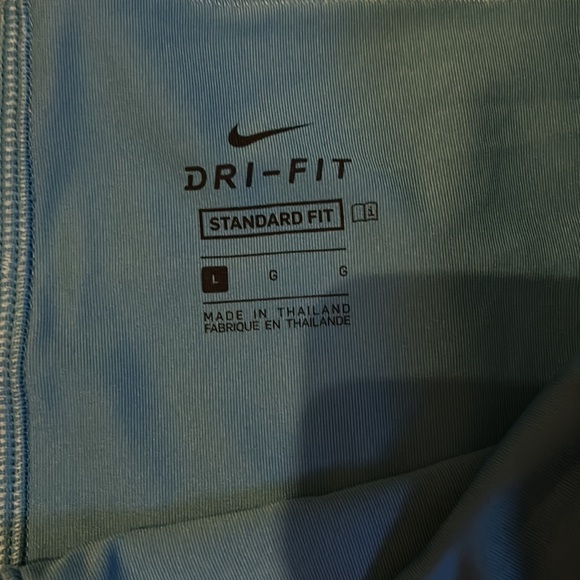 DRI-FIT
STANDARD FIT
L G G
MADE IN THAILAND
FABRIQUE EN THAILANDE